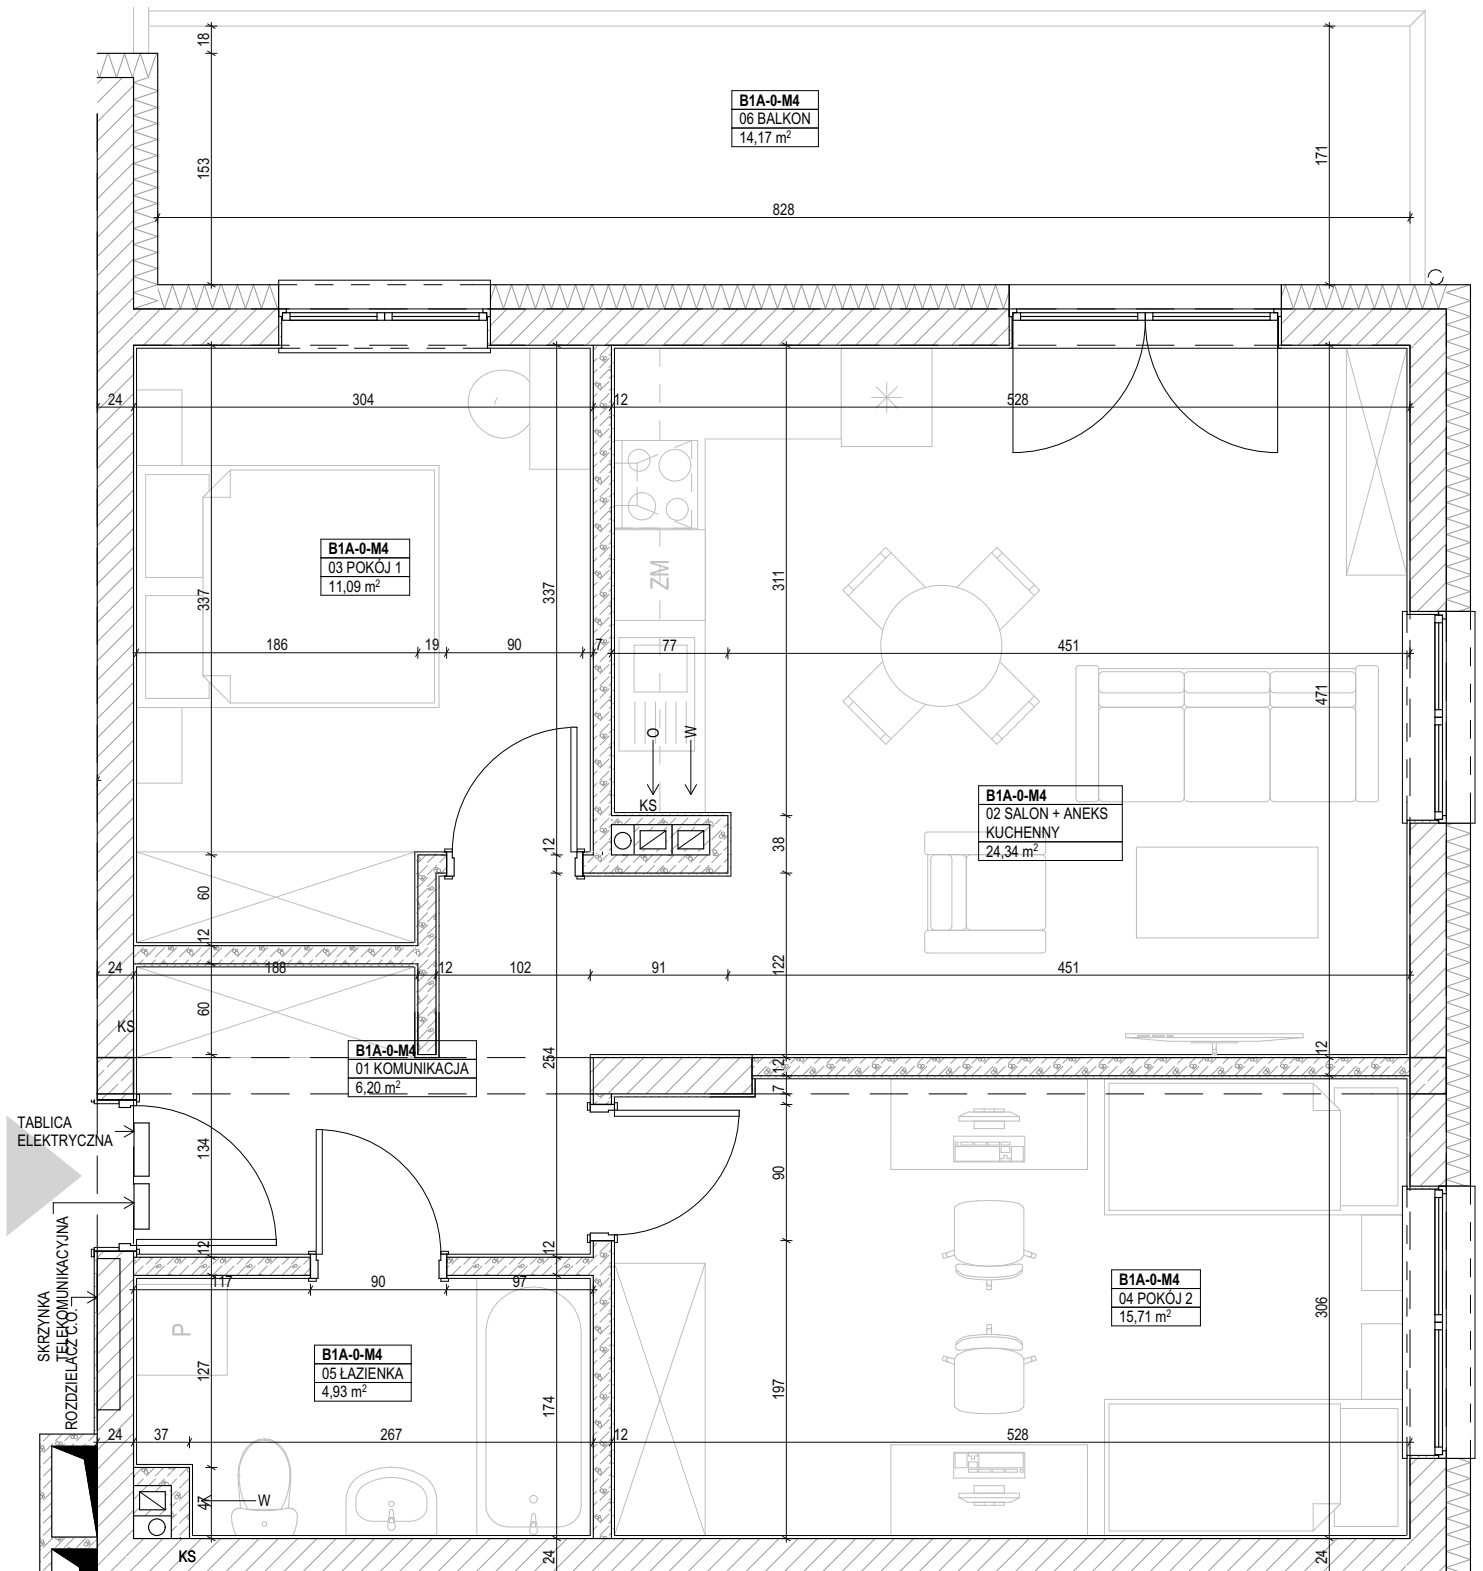 18
153
171
828
B1A-0-M4
06 BALKON
14,17 m²
24
304
12
528
337
337
311
471
ZM
B1A-0-M4
03 POKÓJ 1
11,09 m²
186
19
90
7
77
451
O
W
KS
B1A-0-M4
02 SALON + ANEKS
KUCHENNY
24,34 m²
12
38
60
12
24
188
12
102
91
122
451
60
KS
B1A-0-M4
01 KOMUNIKACJA
6,20 m²
254
12
7
12
TABLICA
ELEKTRYCZNA
134
90
SKRZYNKA
TELEKOMUNIKACYJNA
ROZDZIELACZ C.O.
12
12
117
90
97
P
B1A-0-M4
05 ŁAZIENKA
4,93 m²
127
174
197
B1A-0-M4
04 POKÓJ 2
15,71 m²
306
24
37
267
12
528
47
W
KS
24
24